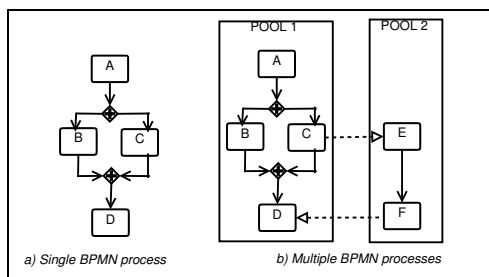 POOL 1
POOL 2
A
A
B
C
B
C
E
D
D
F
a) Single BPMN process
b) Multiple BPMN processes